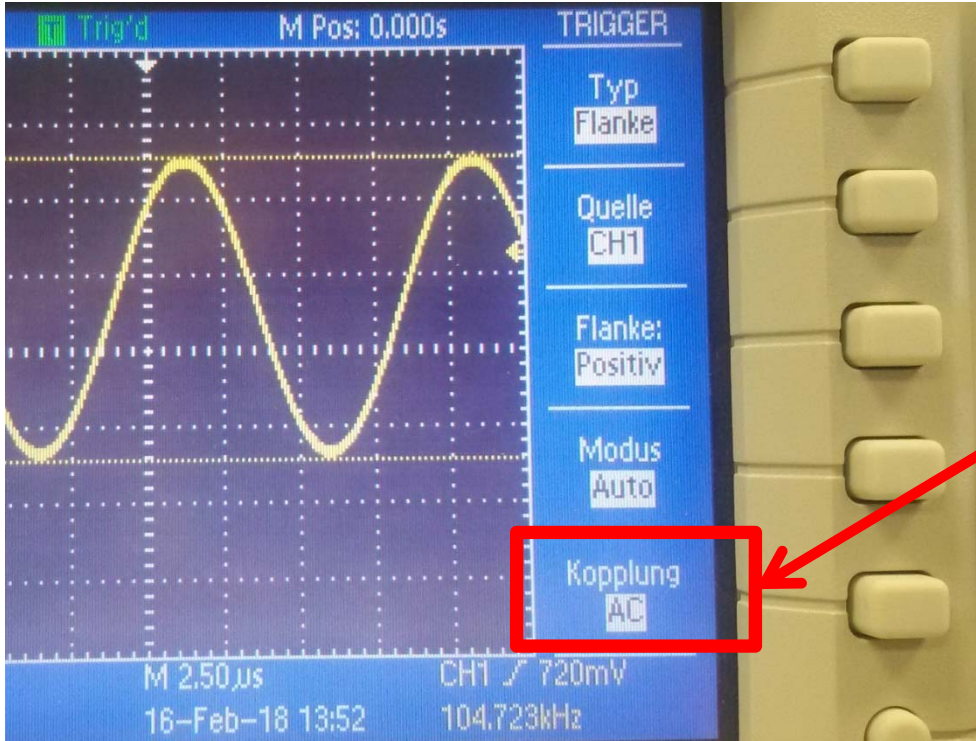 T Trig'd M Pos: 0.000s TRIGGER
Typ
Flanke
Quelle
CH1
Flanke:
Positiv
Modus
Auto
Kopplung
AC
M 2.50µs CH1 720mV
16-Feb-18 13:52 104.723kHz